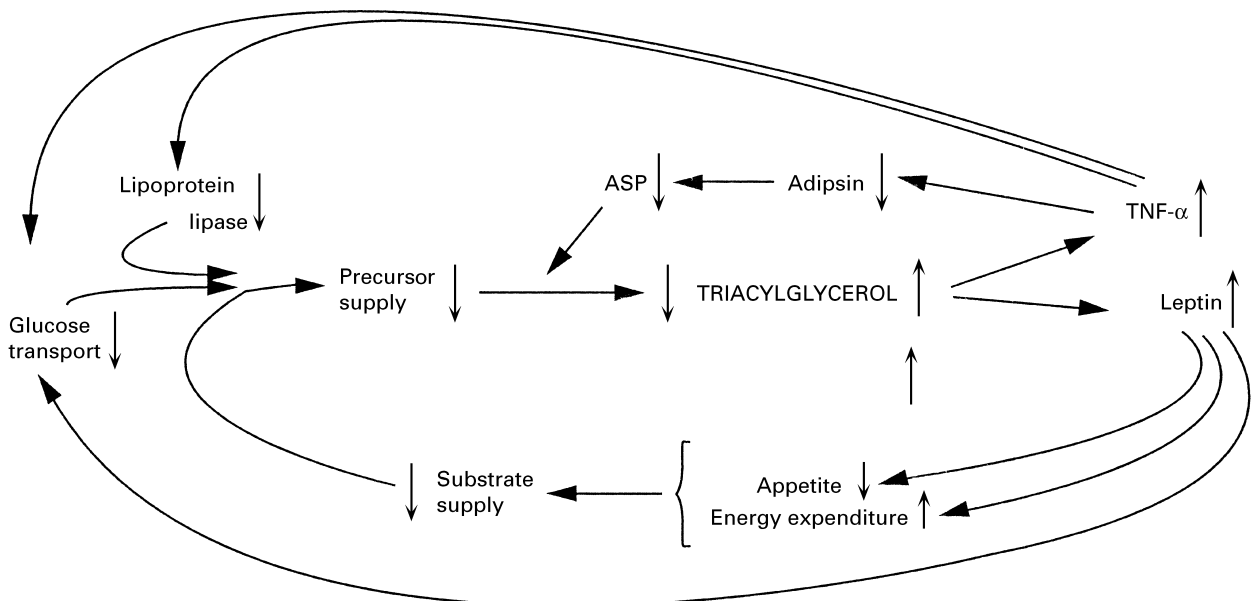 Lipoprotein
lipase
ASP
Adipsin
TNF-α
Precursor
supply
TRIACYLGLYCEROL
Leptin
Glucose
transport
Substrate
supply
Appetite
Energy expenditure